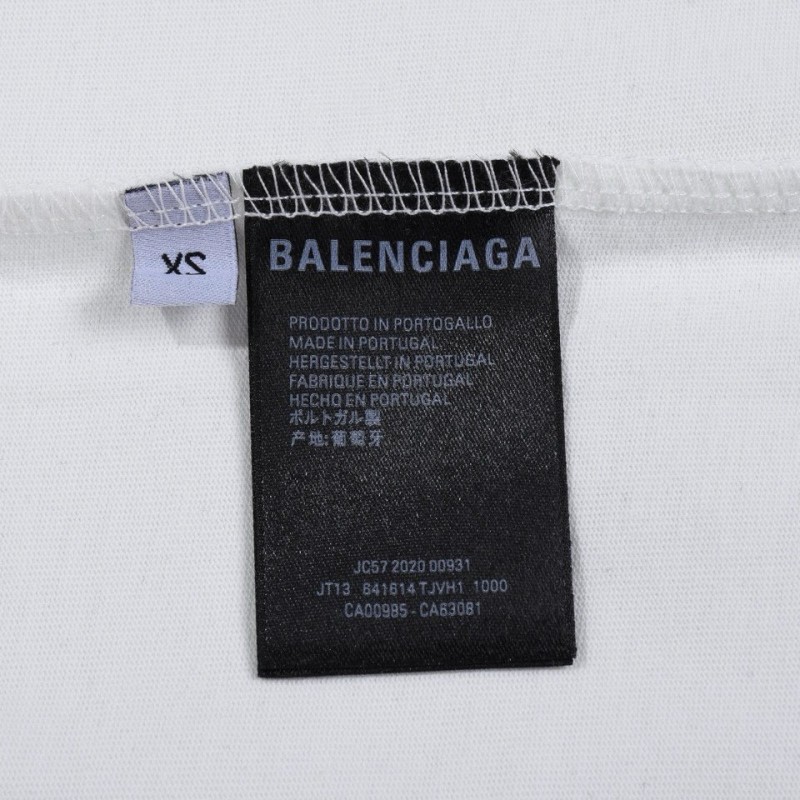 BALENCIAGA
PRODOTTO IN PORTOGALLO
MADE IN PORTUGAL
HERGESTELLT IN PORTUGAL
FABRIQUE EN PORTUGAL
HECHO EN PORTUGAL
ポルトガル製
产地:葡萄牙
JC57 2020 00931
JT13 641614 TJVH1 1000
CA00985 - CA63081